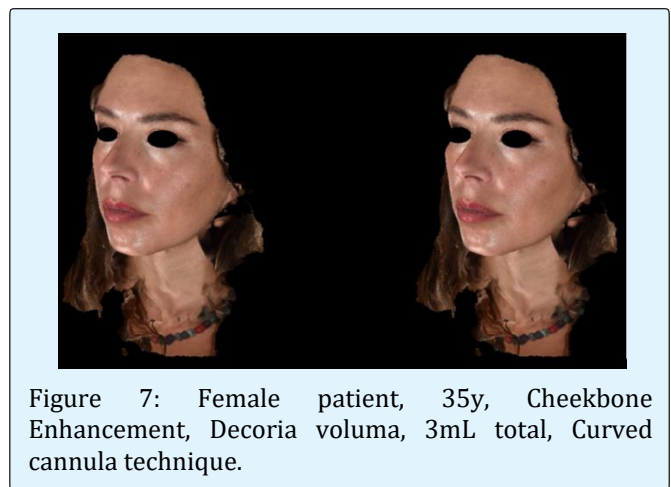 Figure 7: Female patient, 35y, Cheekbone
Enhancement, Decoria voluma, 3mL total, Curved
cannula technique.